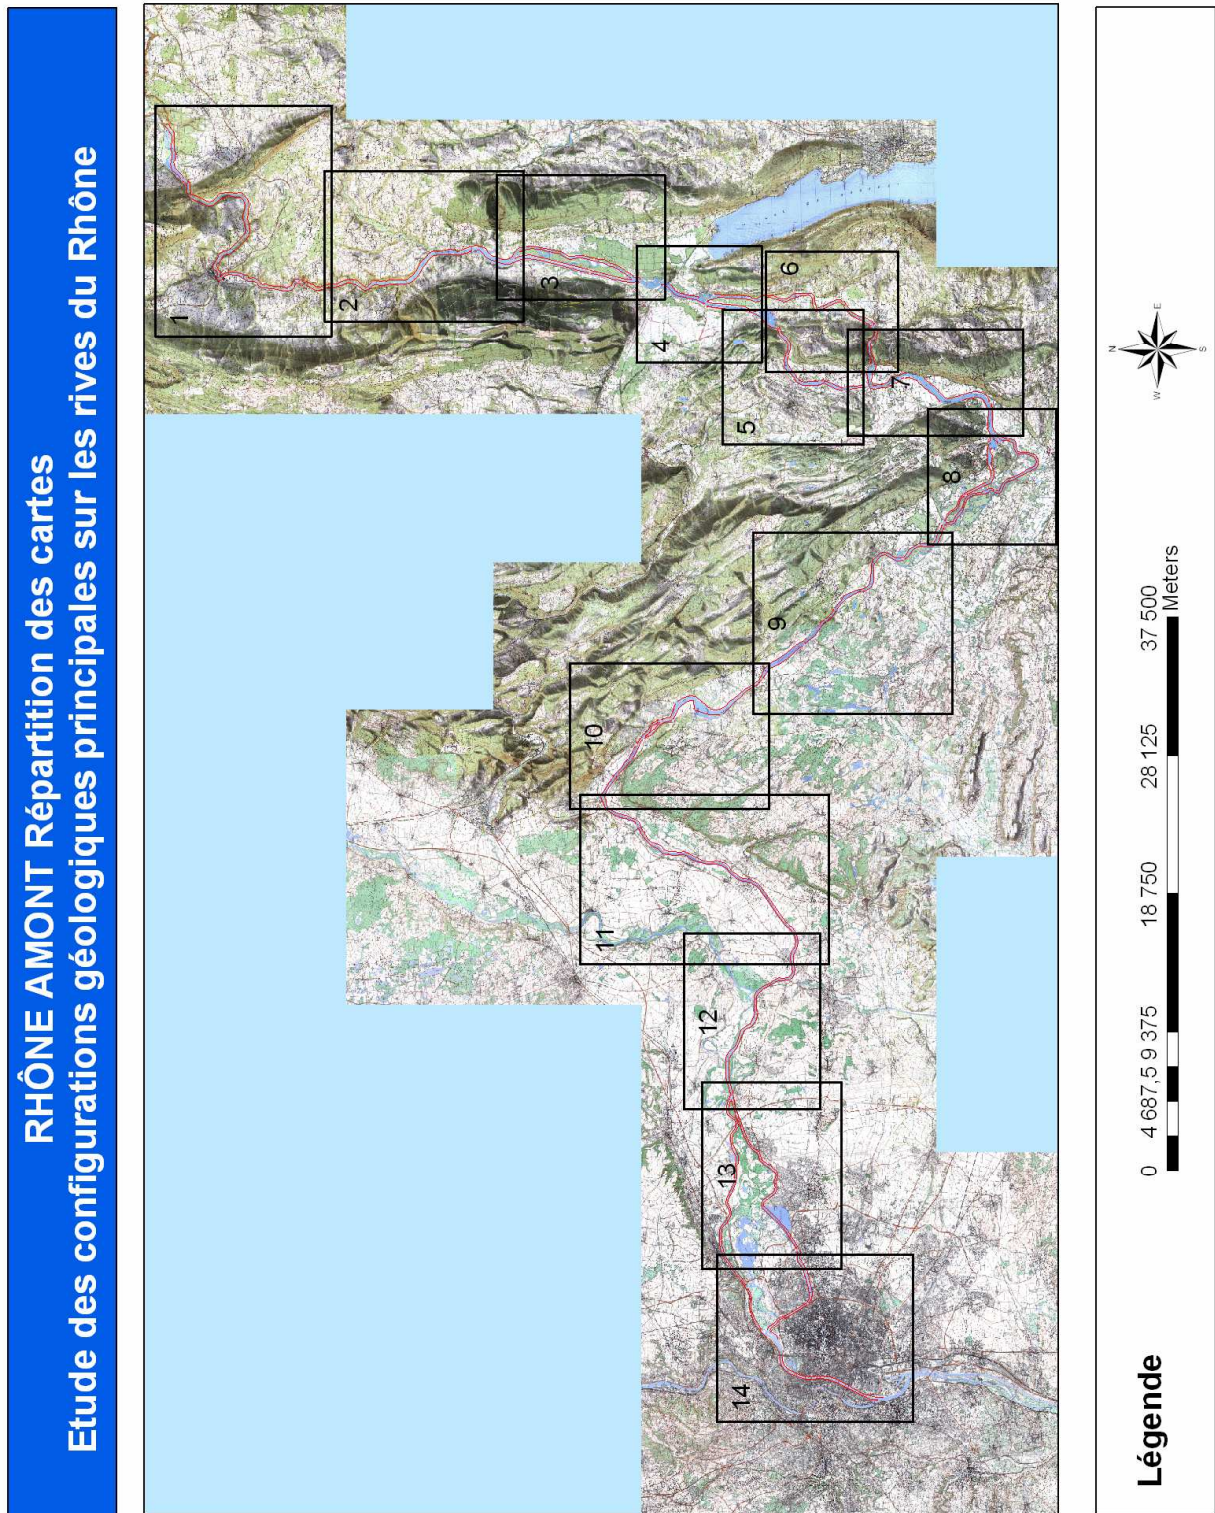 RHÔNE AMONT Répartition des cartes
Etude des configurations géologiques principales sur les rives du Rhône
1
2
3
4
5
6
7
8
9
10
11
12
13
14
Légende
0 4 687,5 9 375 18 750 28 125 37 500
Meters
N
E
S
W